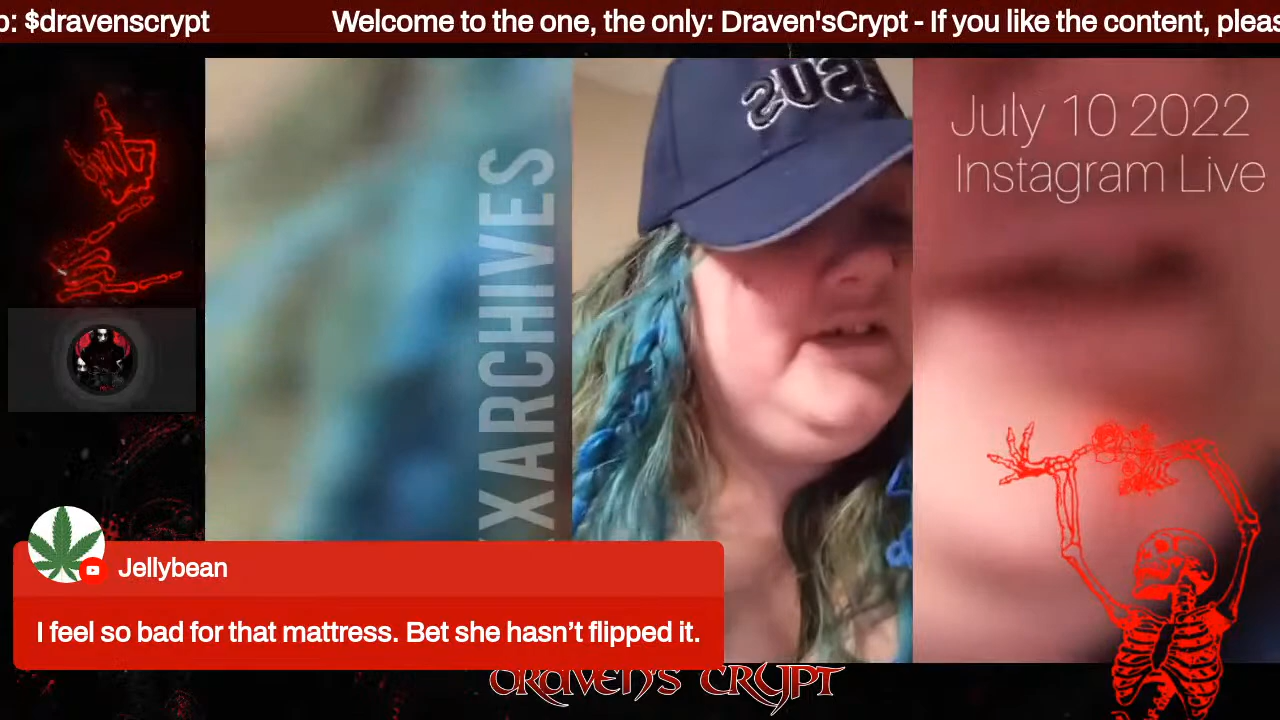 p: $dravenscrypt Welcome to the one, the only: Draven'sCrypt - If you like the content, pleas
July 10 2022
Instagram Live
XARCHIVES
Jellybean
I feel so bad for that mattress. Bet she hasn’t flipped it.
DRAVEN'S CRYPT